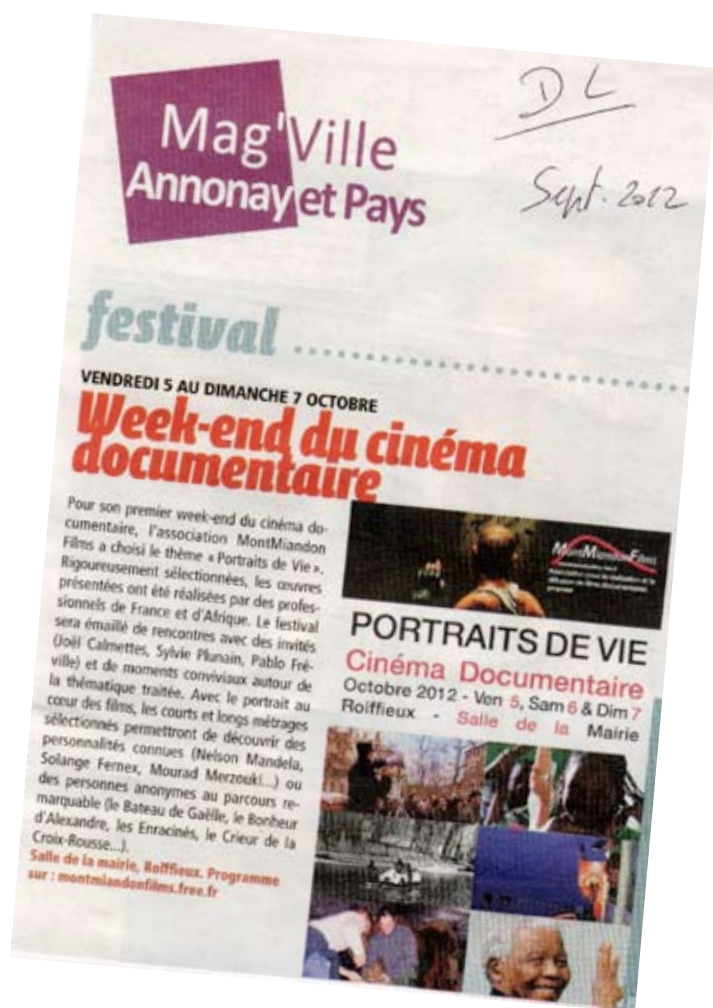 Mag'Ville
Annonay et Pays
DL
Sept. 2012
festival
VENDREDI 5 AU DIMANCHE 7 OCTOBRE
Week-end du cinéma
documentaire
Pour son premier week-end du cinéma do-
cumentaire, l'association MontMiandon
Films a choisi le thème « Portraits de Vie ».
Rigoureusement sélectionnées, les œuvres
présentées ont été réalisées par des profes-
sionnels de France et d'Afrique. Le festival
sera émaillé de rencontres avec des invités
(Joël Calmettes, Sylvie Plunain, Pablo Fré-
ville) et de moments conviviaux autour de
la thématique traitée. Avec le portrait au
cœur des films, les courts et longs métrages
sélectionnés permettront de découvrir des
personnalités connues (Nelson Mandela,
Solange Fernex, Mourad Merzouki...) ou
des personnes anonymes au parcours re-
marquable (le Bateau de Gaëlle, le Bonheur
d'Alexandre, les Enracinés, le Crieur de la
Croix-Rousse...).
Salle de la mairie, Roiffieux. Programme
sur : montmiandonfilms.free.fr
MontMiandonFilms
PORTRAITS DE VIE
Cinéma Documentaire
Octobre 2012 - Ven 5, Sam 6 & Dim 7
Roiffieux - Salle de la Mairie